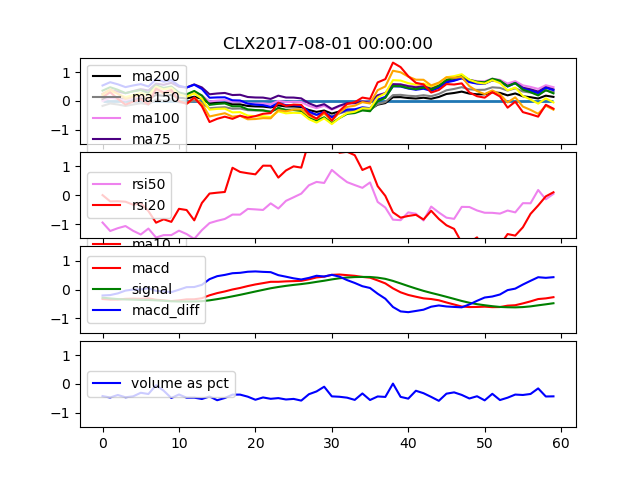 CLX2017-08-01 00:00:00
1
0
−1
ma200
ma150
ma100
ma75
1
0
−1
rsi50
rsi20
ma10
1
0
−1
macd
signal
macd_diff
1
0
−1
volume as pct
0 10 20 30 40 50 60